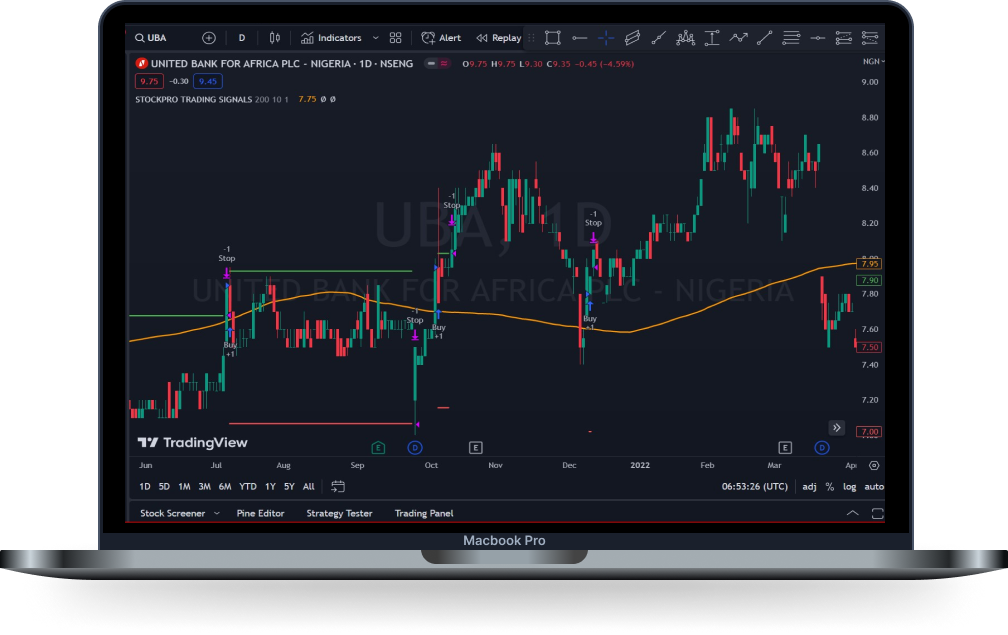 UBA D Indicators Alert Replay
UNITED BANK FOR AFRICA PLC - NIGERIA · 1D · NSENG O9.75 H9.75 L9.30 C9.35 -0.45 (-4.59%) NGN
9.75 -0.30 9.45
STOCKPRO TRADING SIGNALS 200 10 1 7.75 Ø Ø
9.00
8.80
8.60
8.40
8.20
7.95
7.90
7.80
7.60
7.50
7.40
7.20
7.00
UBA, 1D
UNITED BANK FOR AFRICA PLC - NIGERIA
-1
Stop
Buy
+1
-1
Stop
-1
Stop
Buy
+1
-1
Stop
Buy
+1
TradingView
E D E E D
Jun Jul Aug Sep Oct Nov Dec 2022 Feb Mar Ap
1D 5D 1M 3M 6M YTD 1Y 5Y All 06:53:26 (UTC) adj % log auto
Stock Screener Pine Editor Strategy Tester Trading Panel
Macbook Pro